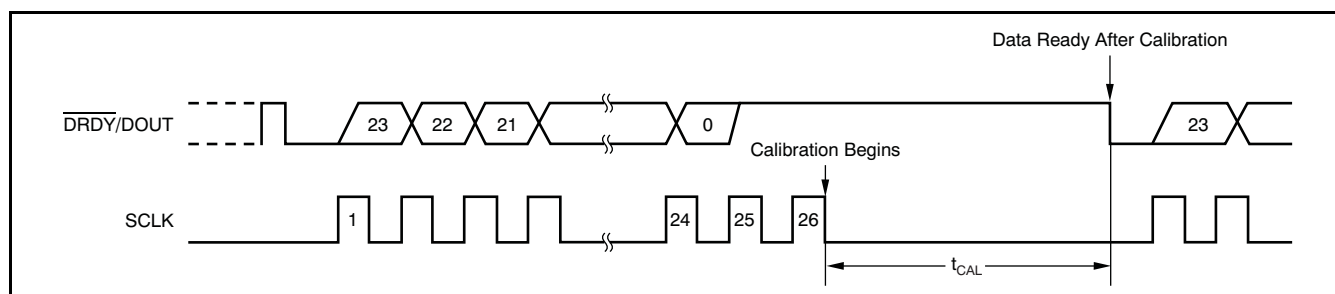 Data Ready After Calibration
DRDY/DOUT
23 22 21 0 23
Calibration Begins
SCLK
1 24 25 26
tCAL